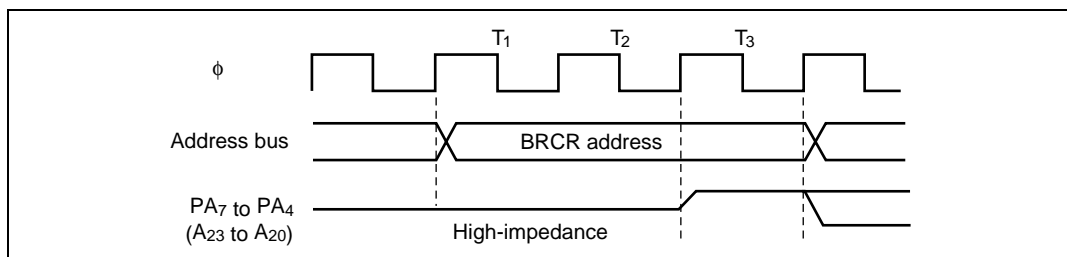 T1 T2 T3
φ
Address bus BRCR address
PA7 to PA4
(A23 to A20) High-impedance